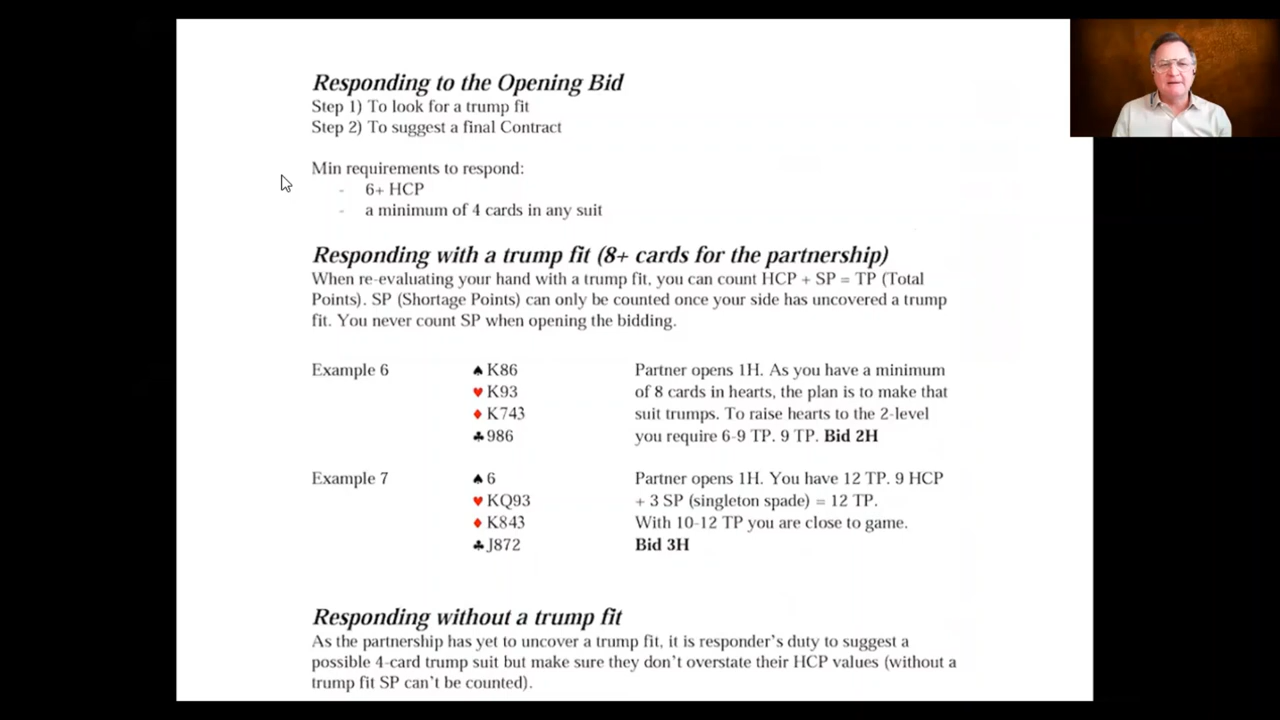 Responding to the Opening Bid
Step 1) To look for a trump fit
Step 2) To suggest a final Contract
Min requirements to respond:
- 6+ HCP
- a minimum of 4 cards in any suit
Responding with a trump fit (8+ cards for the partnership)
When re-evaluating your hand with a trump fit, you can count HCP + SP = TP (Total
Points). SP (Shortage Points) can only be counted once your side has uncovered a trump
fit. You never count SP when opening the bidding.
Example 6 ♠ K86 Partner opens 1H. As you have a minimum
♥ K93 of 8 cards in hearts, the plan is to make that
♦ K743 suit trumps. To raise hearts to the 2-level
♣ 986 you require 6-9 TP. 9 TP. Bid 2H
Example 7 ♠ 6 Partner opens 1H. You have 12 TP. 9 HCP
♥ KQ93 + 3 SP (singleton spade) = 12 TP.
♦ K843 With 10-12 TP you are close to game.
♣ J872 Bid 3H
Responding without a trump fit
As the partnership has yet to uncover a trump fit, it is responder's duty to suggest a
possible 4-card trump suit but make sure they don't overstate their HCP values (without a
trump fit SP can't be counted).